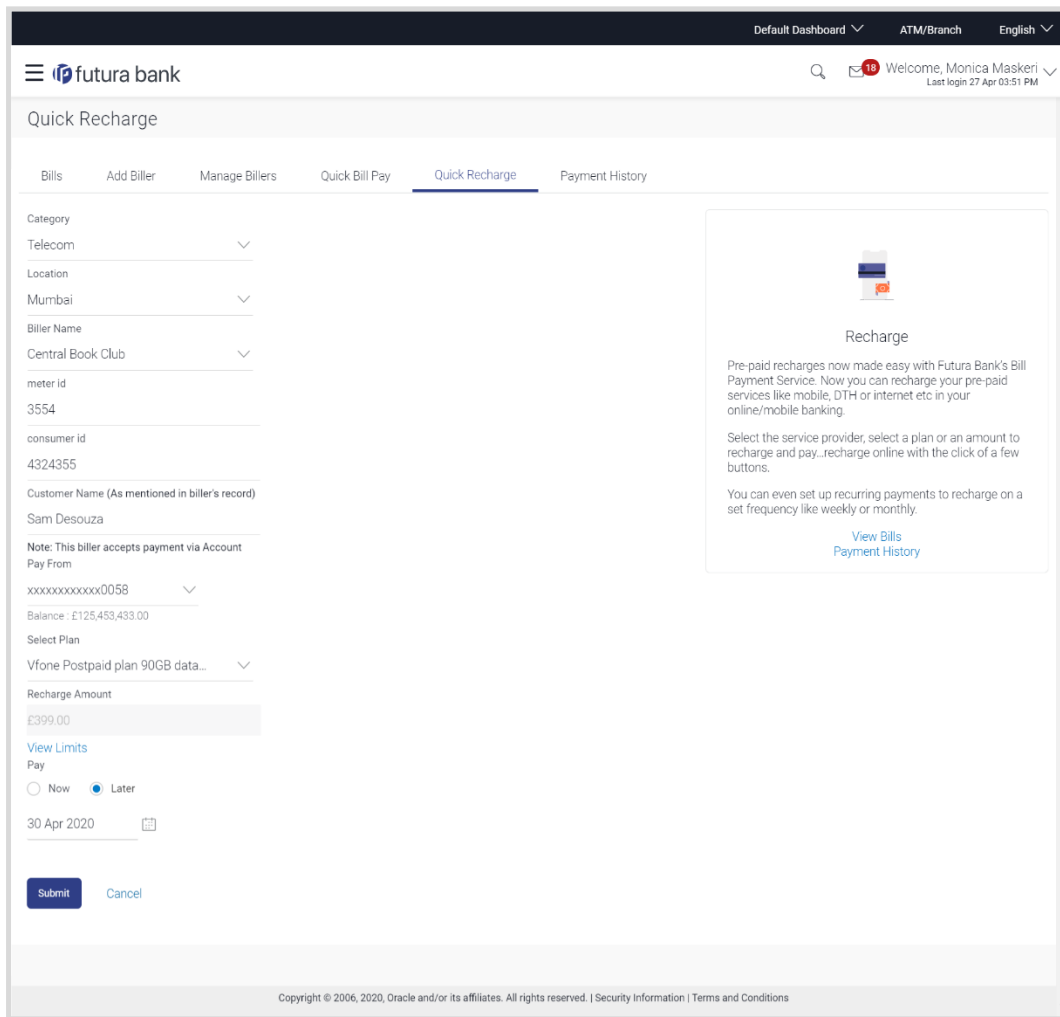 Default Dashboard ATM/Branch English
futura bank
18 Welcome, Monica Maskeri
Last login 27 Apr 03:51 PM
Quick Recharge
Bills Add Biller Manage Billers Quick Bill Pay Quick Recharge Payment History
Category
Telecom
Location
Mumbai
Biller Name
Central Book Club
meter id
3554
consumer id
4324355
Customer Name (As mentioned in biller's record)
Sam Desouza
Note: This biller accepts payment via Account
Pay From
xxxxxxxxxxxx0058
Balance : £125,453,433.00
Select Plan
Vfone Postpaid plan 90GB data...
Recharge Amount
£399.00
View Limits
Pay
Now Later
30 Apr 2020
Submit Cancel
Recharge
Pre-paid recharges now made easy with Futura Bank's Bill
Payment Service. Now you can recharge your pre-paid
services like mobile, DTH or internet etc in your
online/mobile banking.
Select the service provider, select a plan or an amount to
recharge and pay...recharge online with the click of a few
buttons.
You can even set up recurring payments to recharge on a
set frequency like weekly or monthly.
View Bills
Payment History
Copyright © 2006, 2020, Oracle and/or its affiliates. All rights reserved. | Security Information | Terms and Conditions